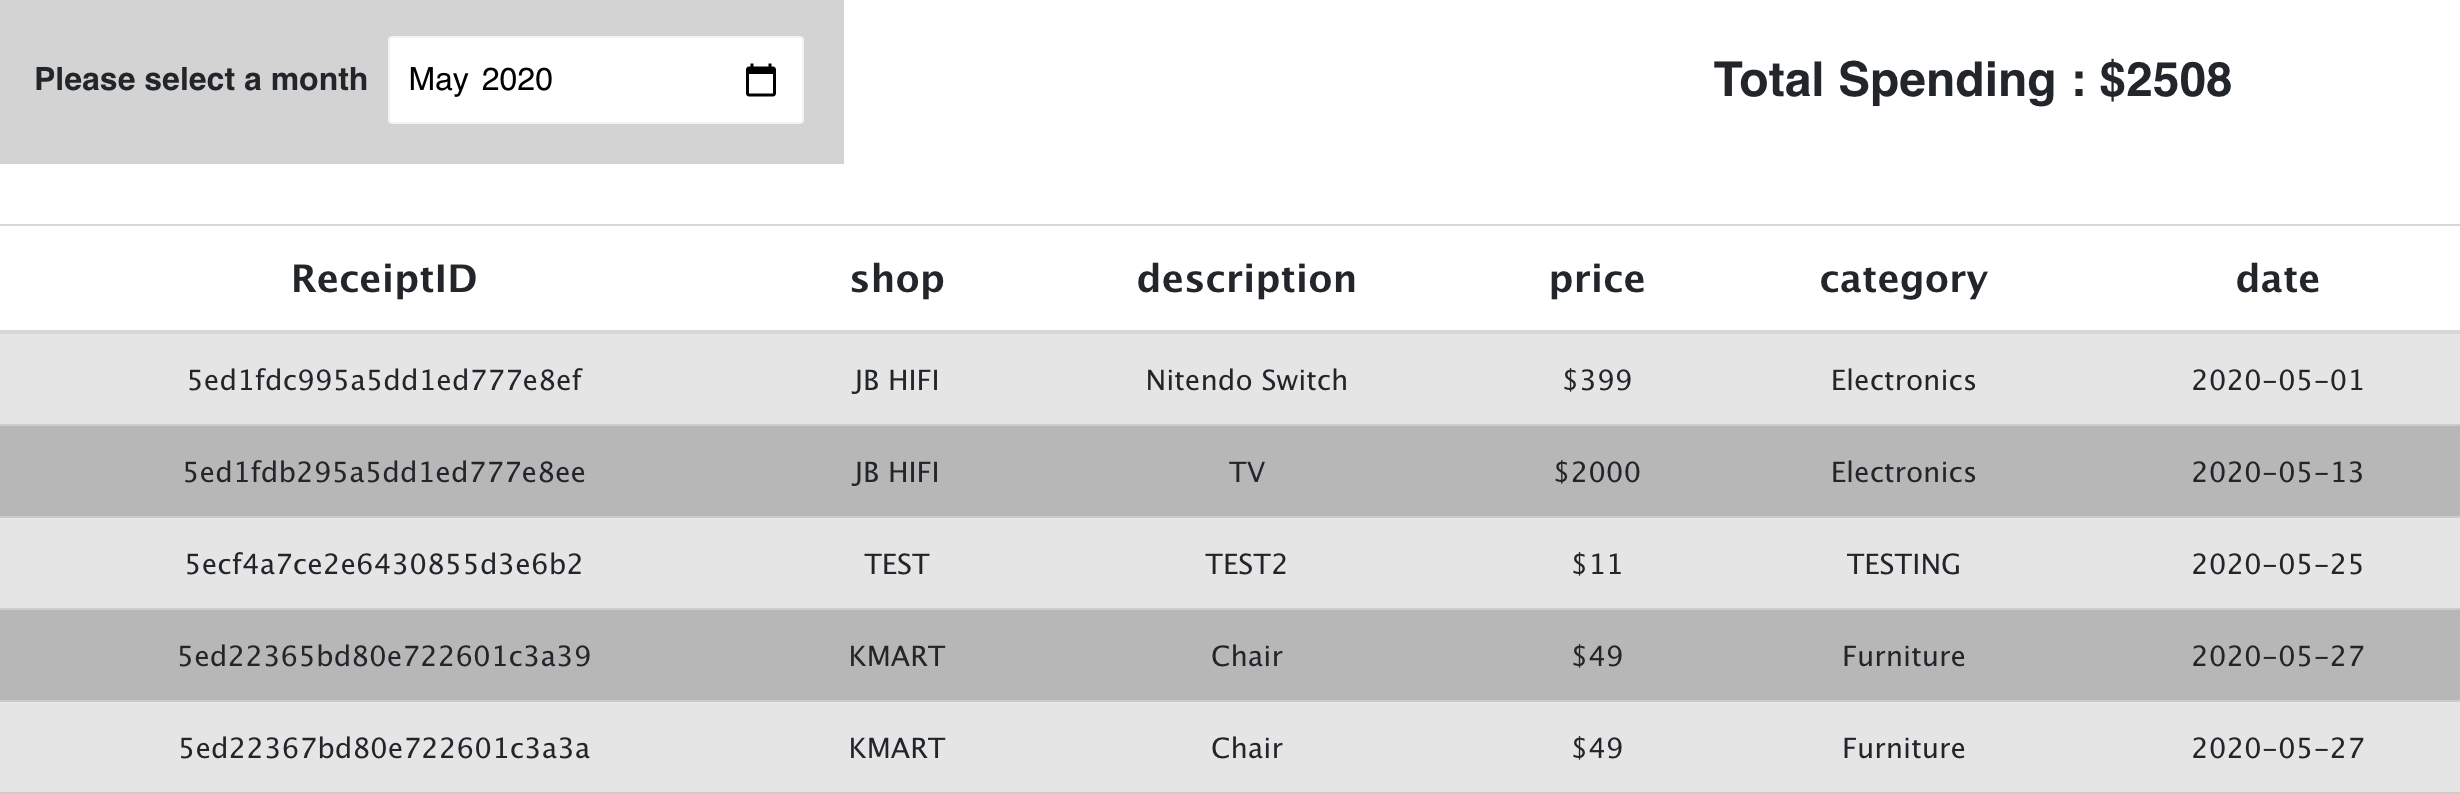 Please select a month May 2020 Total Spending : $2508
ReceiptID shop description price category date
5ed1fdc995a5dd1ed777e8ef JB HIFI Nitendo Switch $399 Electronics 2020-05-01
5ed1fdb295a5dd1ed777e8ee JB HIFI TV $2000 Electronics 2020-05-13
5ecf4a7ce2e6430855d3e6b2 TEST TEST2 $11 TESTING 2020-05-25
5ed22365bd80e722601c3a39 KMART Chair $49 Furniture 2020-05-27
5ed22367bd80e722601c3a3a KMART Chair $49 Furniture 2020-05-27